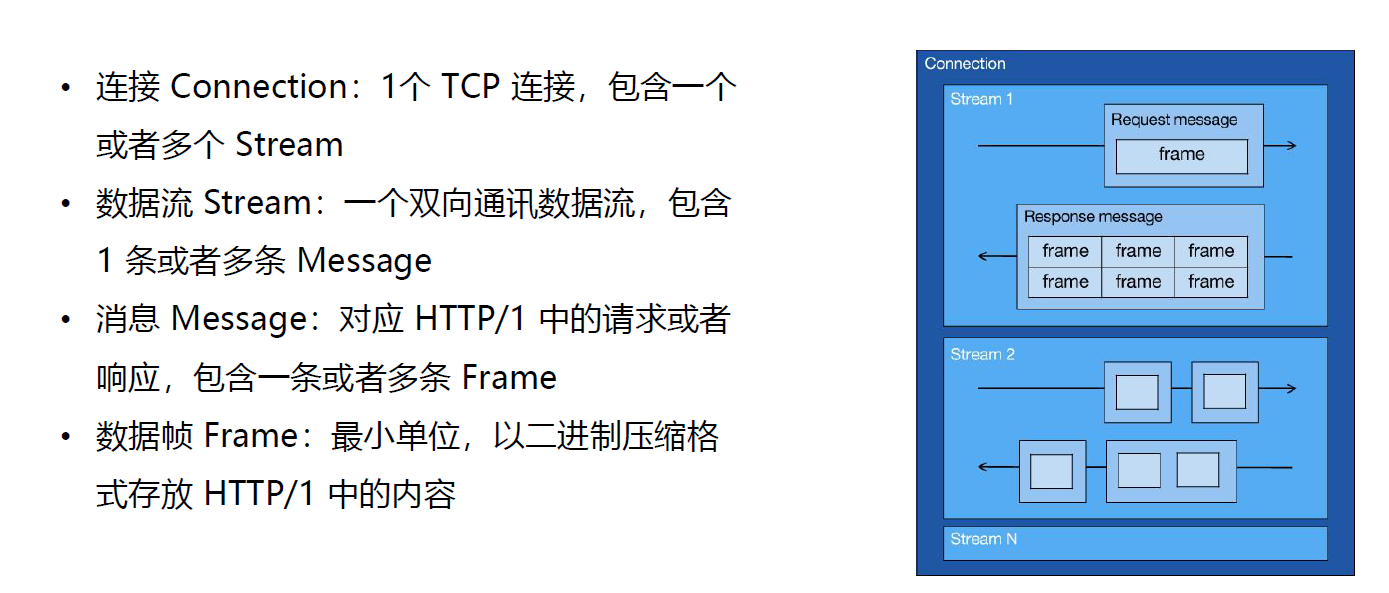 • 连接 Connection：1个 TCP 连接，包含一个
或者多个 Stream
• 数据流 Stream：一个双向通讯数据流，包含
1 条或者多条 Message
• 消息 Message：对应 HTTP/1 中的请求或者
响应，包含一条或者多条 Frame
• 数据帧 Frame：最小单位，以二进制压缩格
式存放 HTTP/1 中的内容
Connection
Stream 1
Request message
frame
Response message
frame frame frame
frame frame frame
Stream 2
Stream N